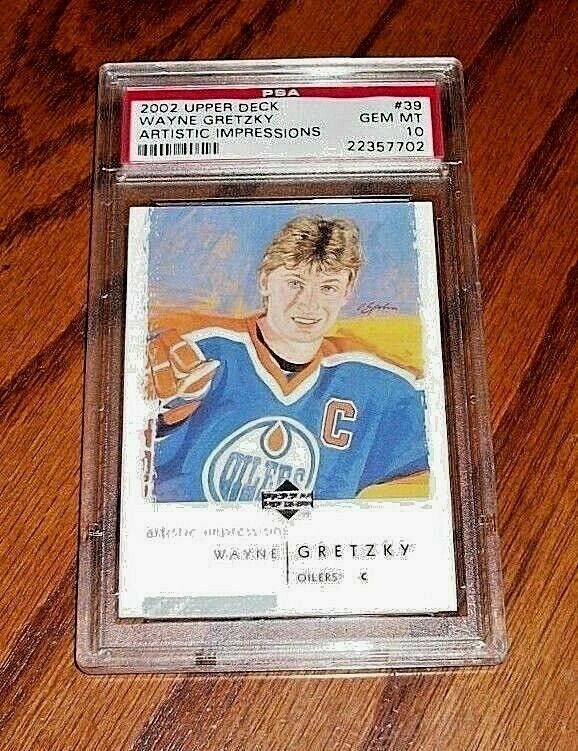 PSA
2002 UPPER DECK #39
WAYNE GRETZKY GEM MT
ARTISTIC IMPRESSIONS 10
22357702
C
OILERS
artistic impressions
WAYNE GRETZKY
OILERS C